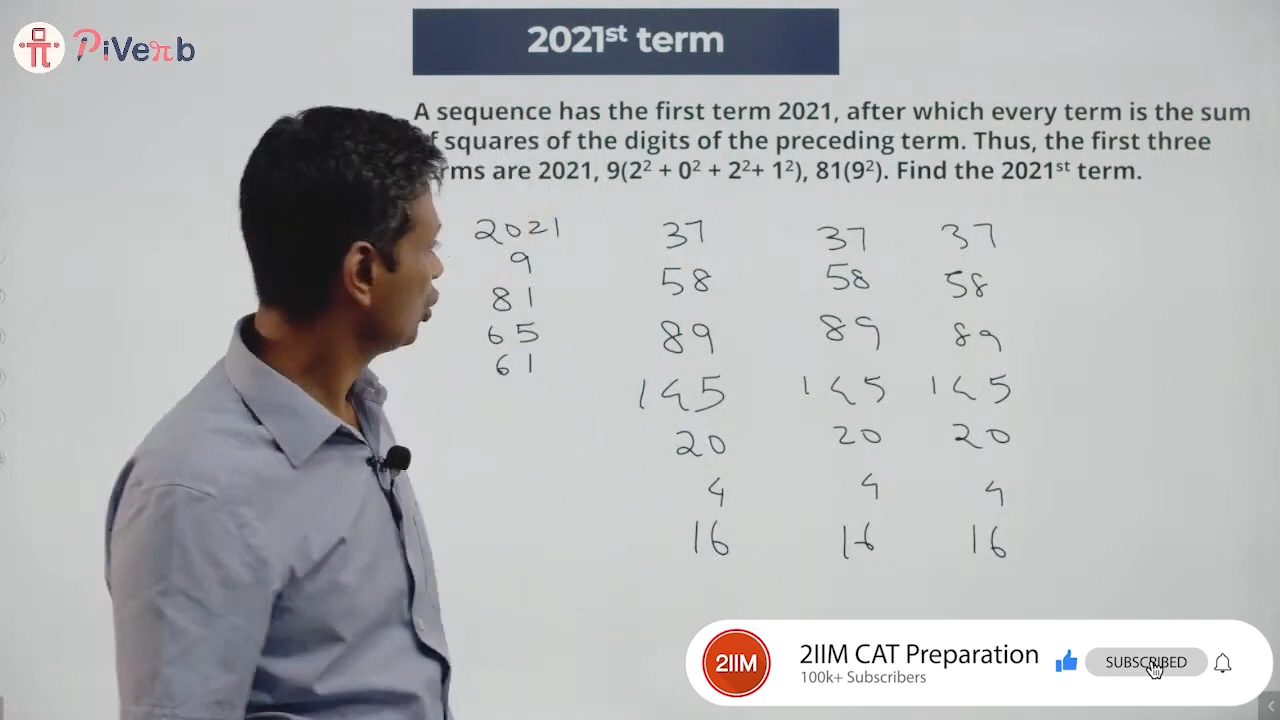 PiVerb
2021st term
A sequence has the first term 2021, after which every term is the sum
squares of the digits of the preceding term. Thus, the first three
rms are 2021, 9(2² + 0² + 2²+ 1²), 81(9²). Find the 2021st term.
2021
9
81
65
61
37
58
89
145
20
4
16
37
58
89
145
20
4
16
37
58
89
145
20
4
16
2IIM
2IIM CAT Preparation
100k+ Subscribers
SUBSCRIBED